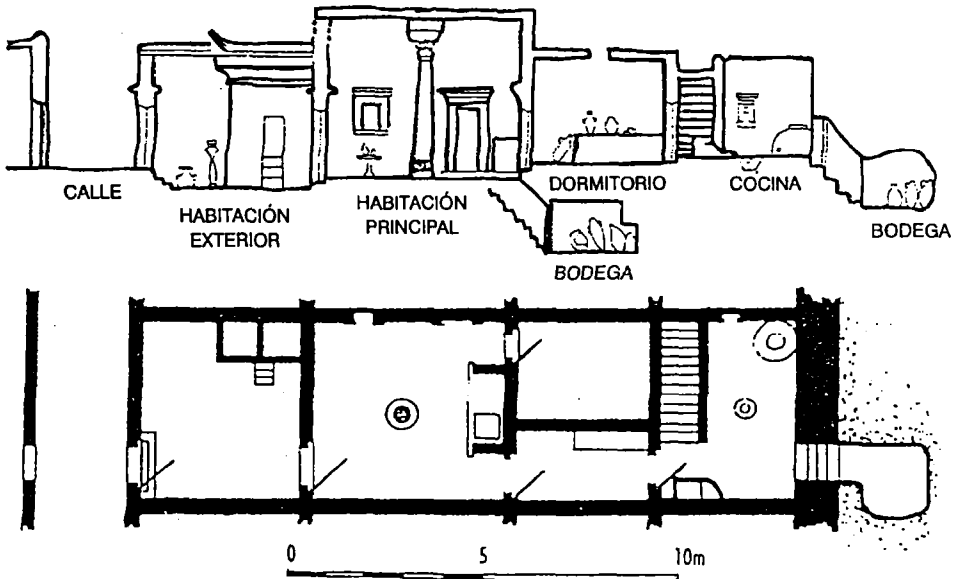 CALLE
HABITACIÓN
EXTERIOR
HABITACIÓN
PRINCIPAL
BODEGA
DORMITORIO
COCINA
BODEGA
0 5 10m